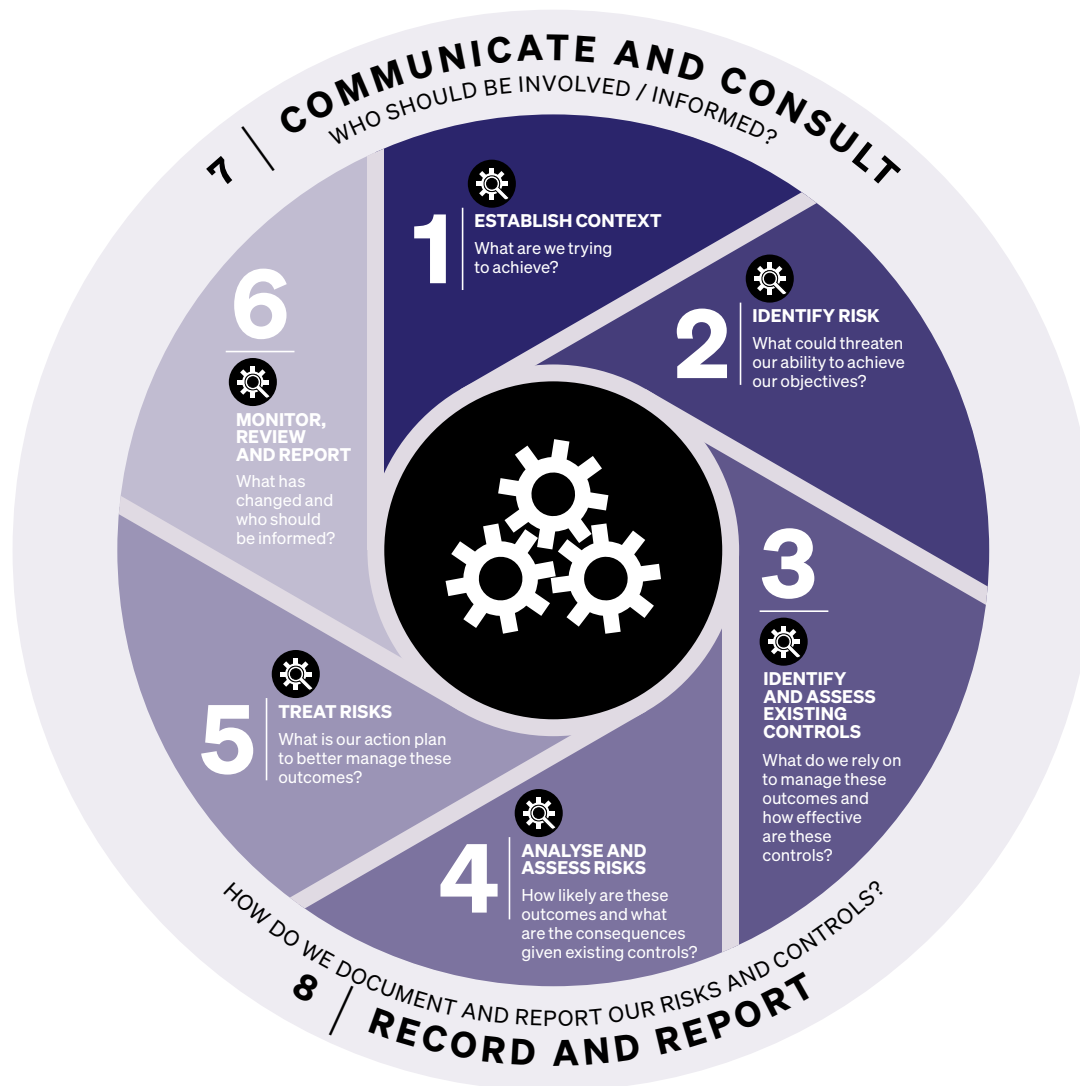 7 | COMMUNICATE AND CONSULT
WHO SHOULD BE INVOLVED / INFORMED?
1
ESTABLISH CONTEXT
What are we trying
to achieve?
2
IDENTIFY RISK
What could threaten
our ability to achieve
our objectives?
3
IDENTIFY
AND ASSESS
EXISTING
CONTROLS
What do we rely on
to manage these
outcomes and
how effective
are these
controls?
4
ANALYSE AND
ASSESS RISKS
How likely are these
outcomes and what
are the consequences
given existing controls?
5
TREAT RISKS
What is our action plan
to better manage these
outcomes?
6
MONITOR,
REVIEW
AND REPORT
What has
changed and
who should
be informed?
HOW DO WE DOCUMENT AND REPORT OUR RISKS AND CONTROLS?
8 | RECORD AND REPORT